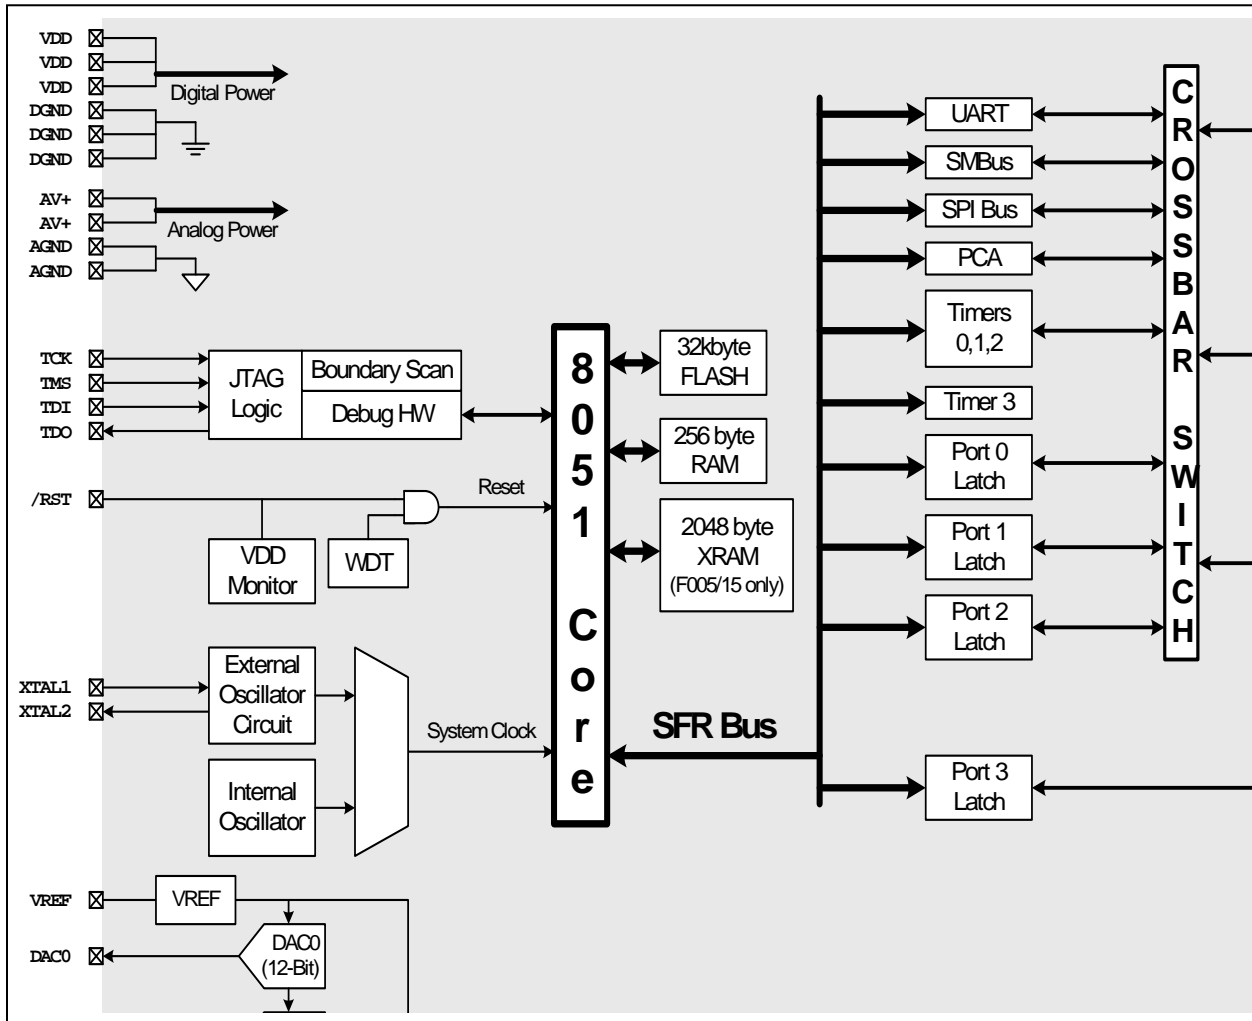 VDD
VDD
VDD
Digital Power
DGND
DGND
DGND
AV+
AV+
Analog Power
AGND
AGND
TCK
TMS
TDI
TDO
JTAG
Logic
Boundary Scan
Debug HW
/RST
Reset
VDD
Monitor
WDT
XTAL1
XTAL2
External
Oscillator
Circuit
Internal
Oscillator
System Clock
VREF
VREF
DAC0
DAC0
(12-Bit)
8051 Core
32kbyte
FLASH
256 byte
RAM
2048 byte
XRAM
(F005/15 only)
SFR Bus
UART
SMBus
SPI Bus
PCA
Timers
0,1,2
Timer 3
Port 0
Latch
Port 1
Latch
Port 2
Latch
Port 3
Latch
CROSSBAR SWITCH